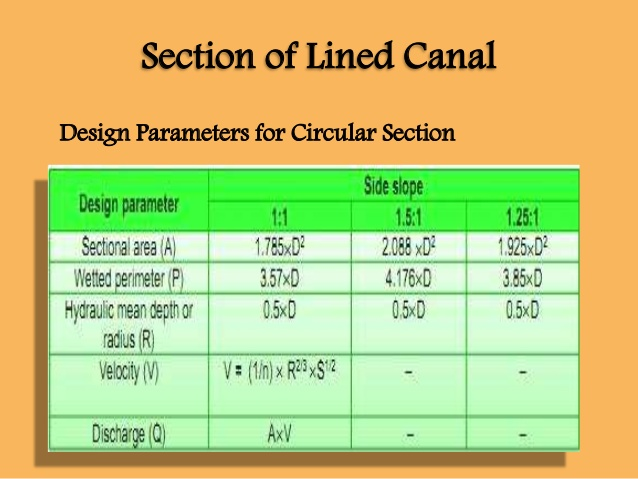 Section of Lined Canal
Design Parameters for Circular Section
Design parameter
Side slope
1:1 1.5:1 1.25:1
Sectional area (A) 1.785×D² 2.088 ×D² 1.925×D²
Wetted perimeter (P) 3.57×D 4.176×D 3.85×D
Hydraulic mean depth or 0.5×D 0.5×D 0.5×D
radius (R)
Velocity (V) V = (1/n) × R^2/3 ×S^1/2 – –
Discharge (Q) A×V – –